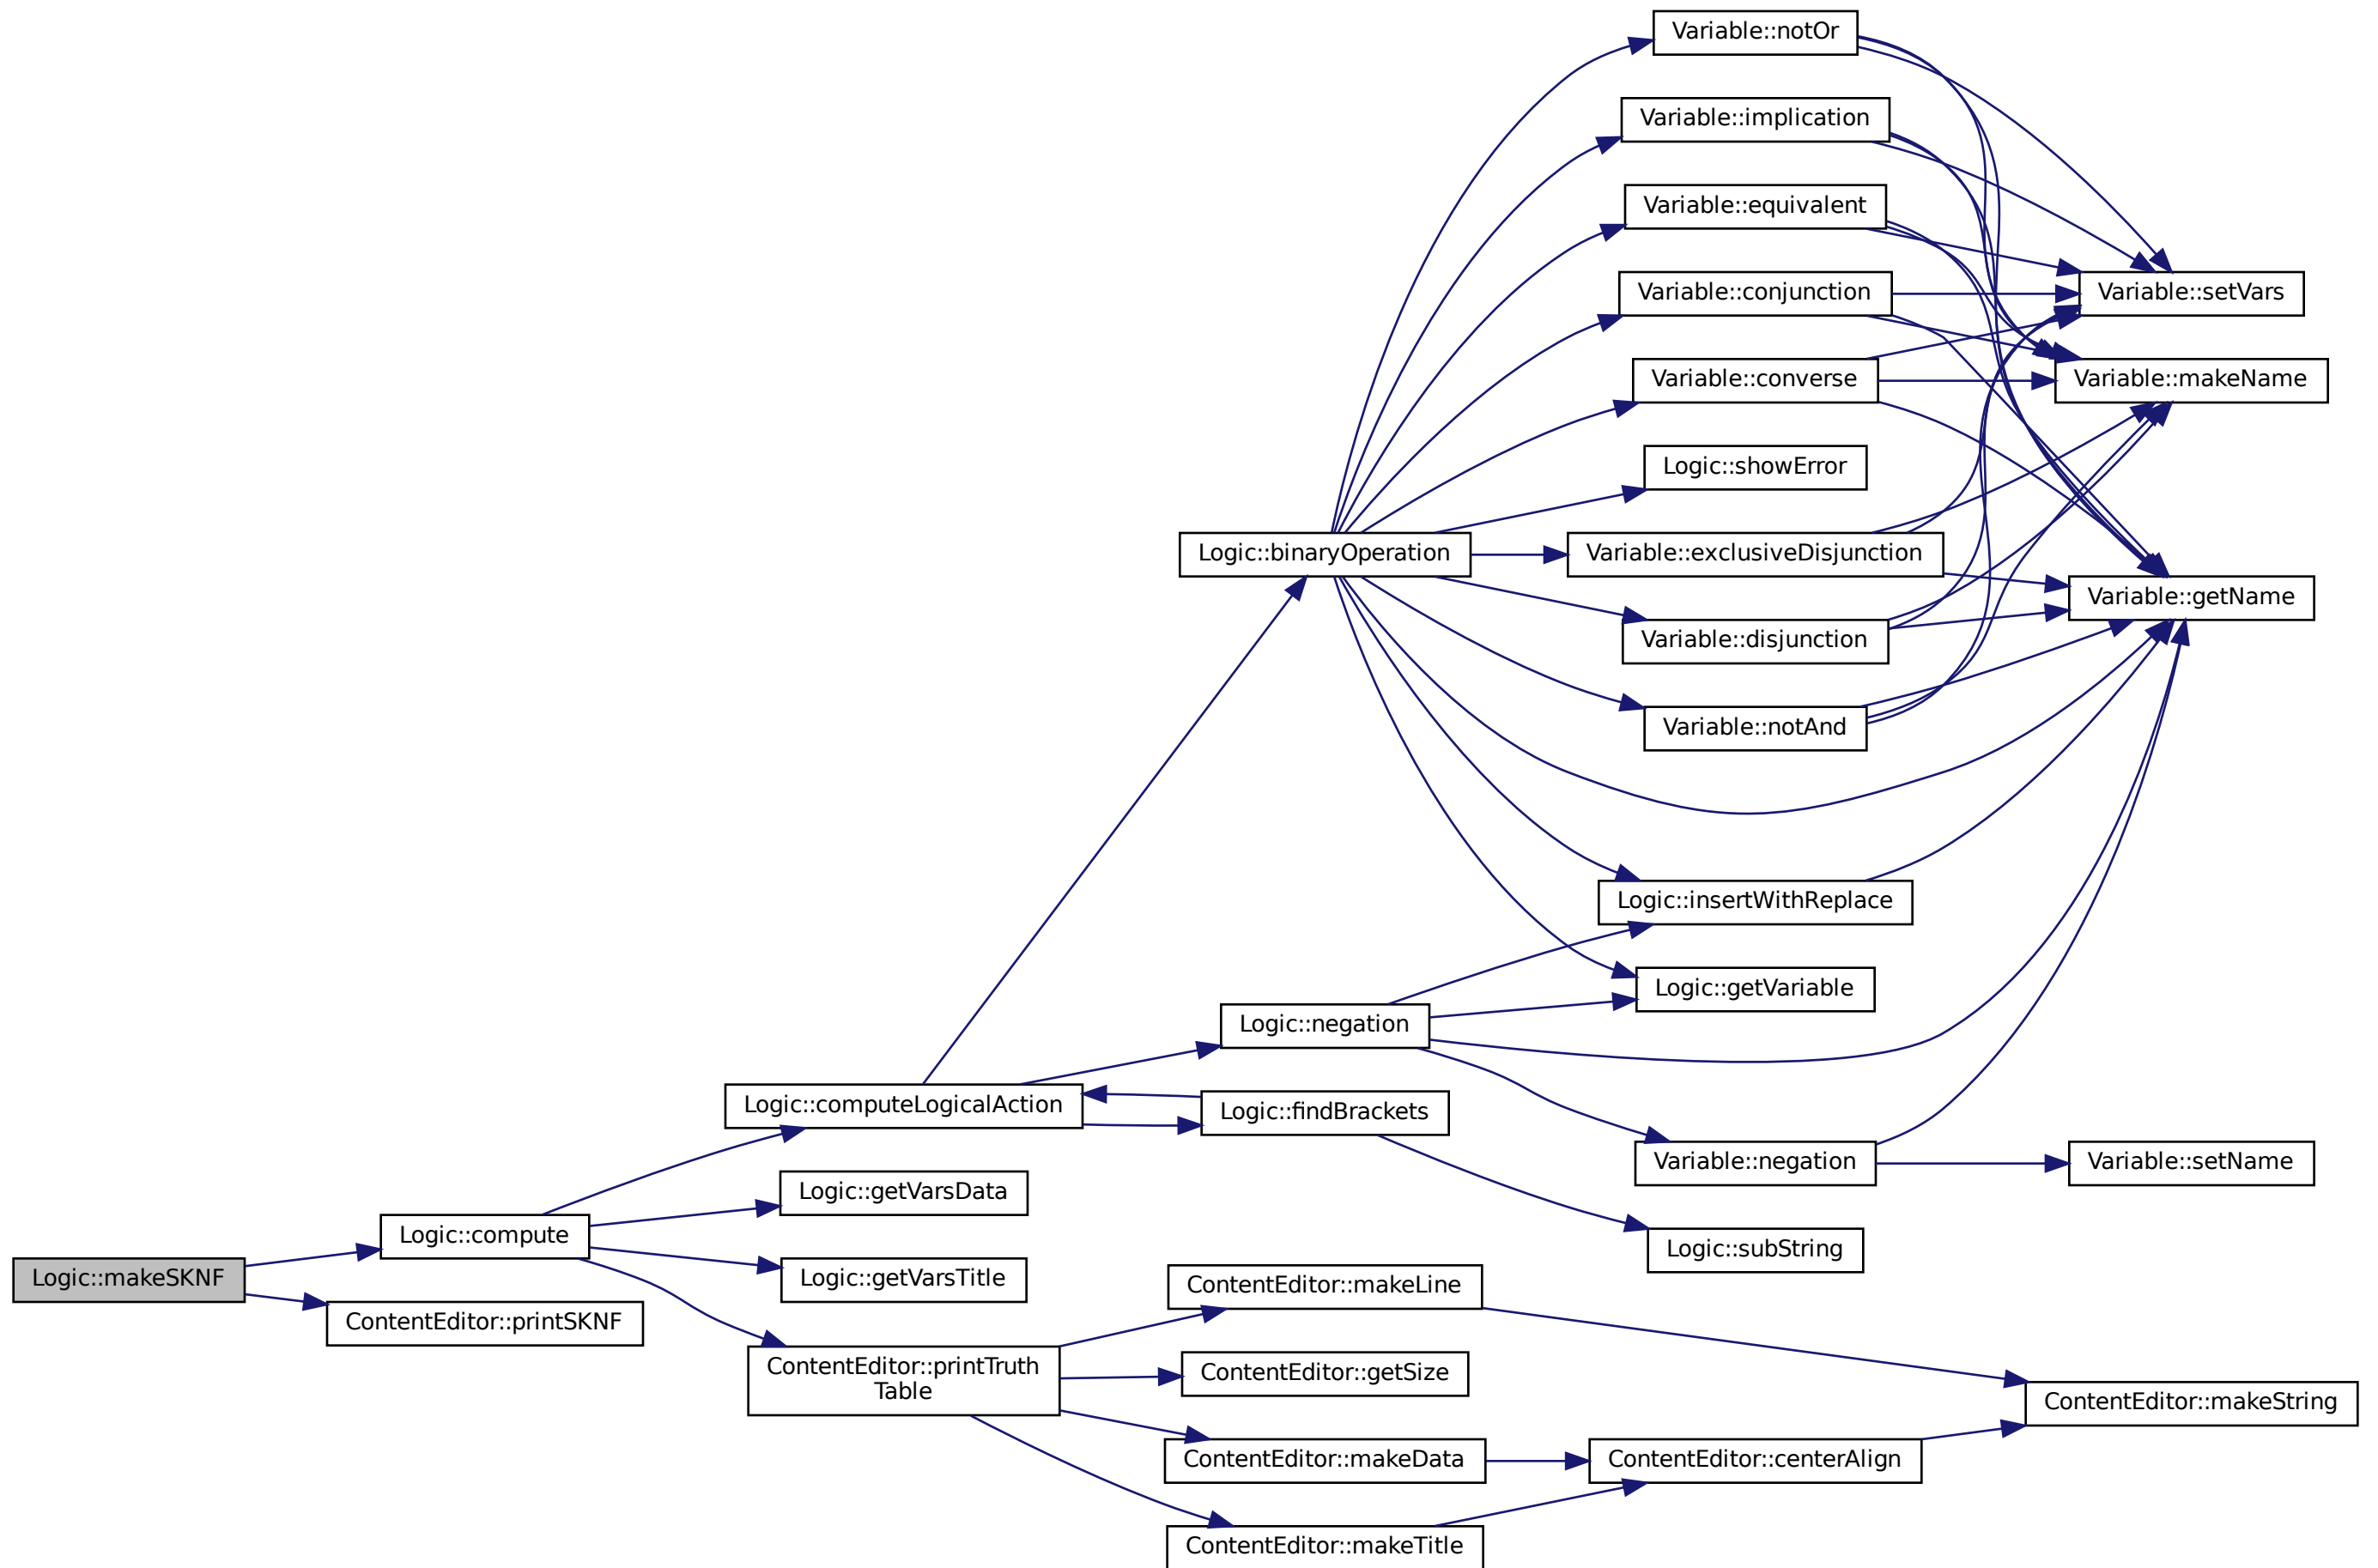 Variable::notOr
Variable::implication
Variable::equivalent
Variable::conjunction
Variable::setVars
Variable::converse
Variable::makeName
Logic::showError
Logic::binaryOperation
Variable::exclusiveDisjunction
Variable::getName
Variable::disjunction
Variable::notAnd
Logic::insertWithReplace
Logic::getVariable
Logic::negation
Logic::computeLogicalAction
Logic::findBrackets
Variable::negation
Variable::setName
Logic::getVarsData
Logic::compute
Logic::subString
Logic::makeSKNF
Logic::getVarsTitle
ContentEditor::makeLine
ContentEditor::printSKNF
ContentEditor::printTruth
Table
ContentEditor::getSize
ContentEditor::makeString
ContentEditor::makeData
ContentEditor::centerAlign
ContentEditor::makeTitle